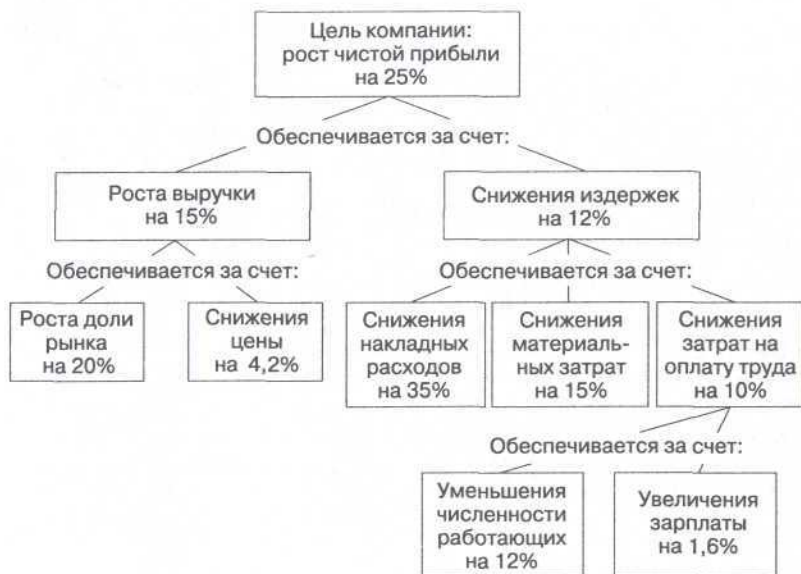 Цель компании:
рост чистой прибыли
на 25%
Обеспечивается за счет:
Роста выручки
на 15%
Снижения издержек
на 12%
Обеспечивается за счет:
Обеспечивается за счет:
Роста доли
рынка
на 20%
Снижения
цены
на 4,2%
Снижения
накладных
расходов
на 35%
Снижения
материаль-
ных затрат
на 15%
Снижения
затрат на
оплату труда
на 10%
Обеспечивается за счет:
Уменьшения
численности
работающих
на 12%
Увеличения
зарплаты
на 1,6%